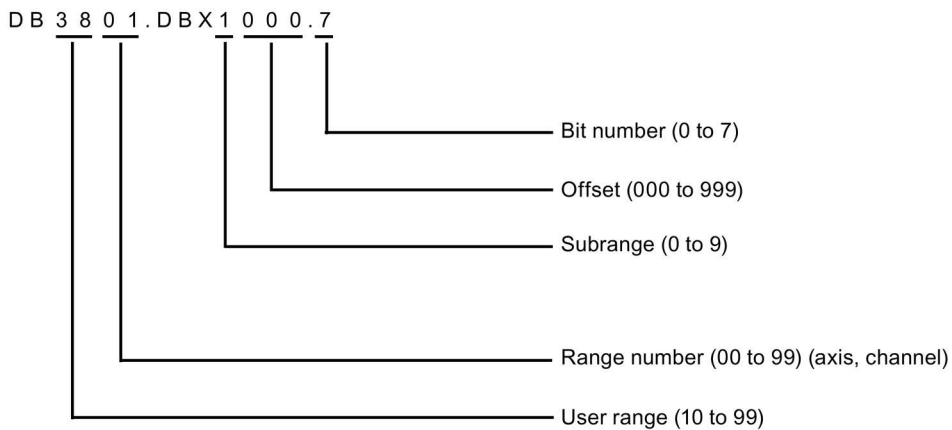 DB3801.DBX1000.7
Bit number (0 to 7)
Offset (000 to 999)
Subrange (0 to 9)
Range number (00 to 99) (axis, channel)
User range (10 to 99)